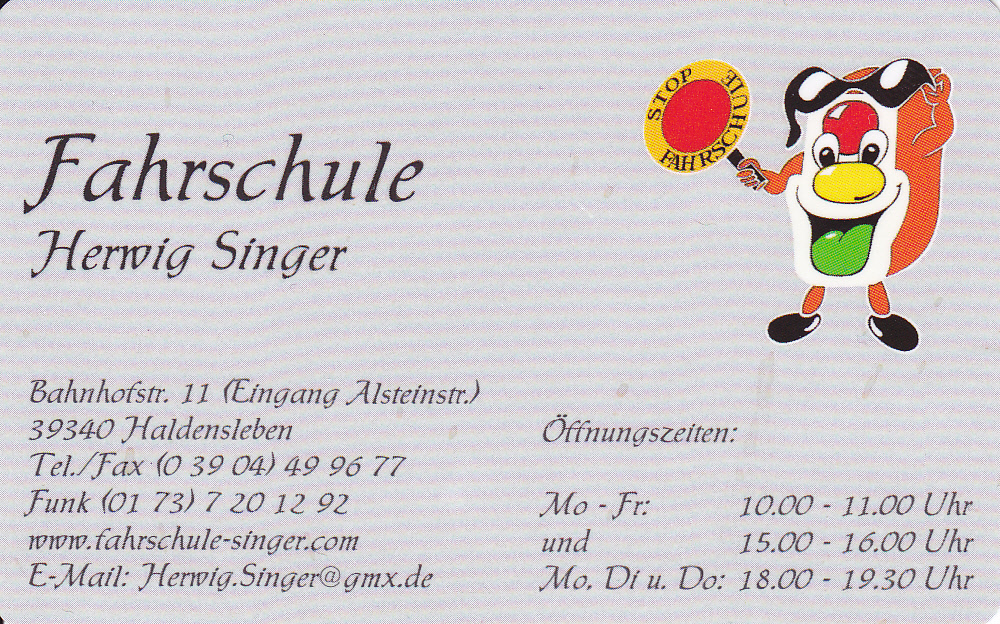 Fahrschule
Herwig Singer
STOP
FAHRSCHULE
Bahnhofstr. 11 (Eingang Alsteinstr.)
39340 Haldensleben
Tel./Fax (0 39 04) 49 96 77
Funk (01 73) 7 20 12 92
www.fahrschule-singer.com
E-Mail: Herwig.Singer@gmx.de
Öffnungszeiten:
Mo - Fr: 10.00 - 11.00 Uhr
und 15.00 - 16.00 Uhr
Mo, Di u. Do: 18.00 - 19.30 Uhr